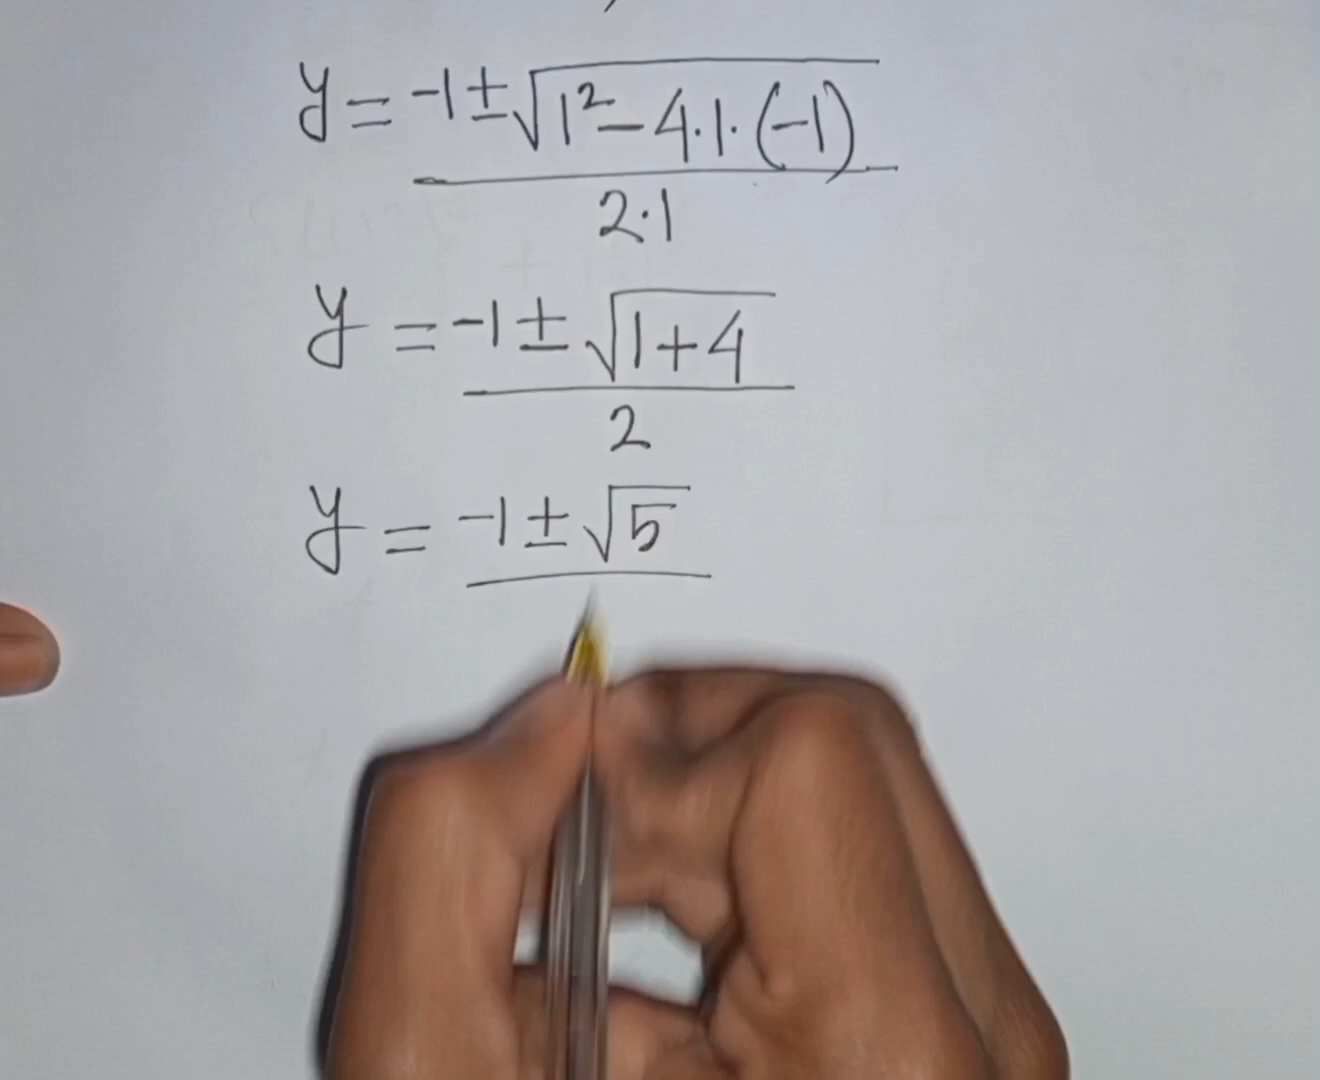 y = -1 ± √(1² - 4·1·(-1))
2·1
y = -1 ± √(1+4)
2
y = -1 ± √5